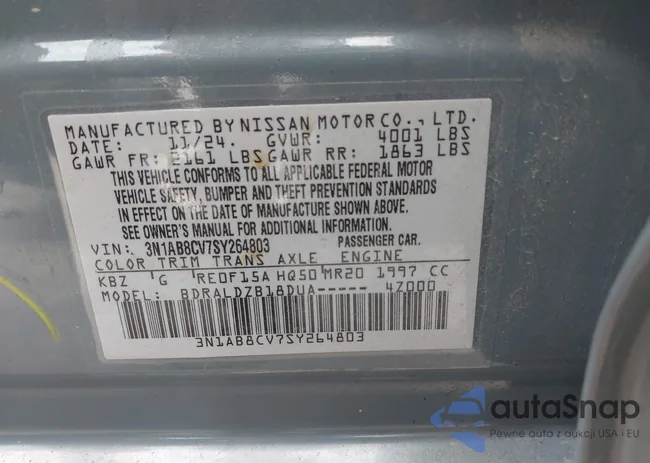 MANUFACTURED BY NISSAN MOTOR CO., LTD.
DATE: 11/24. GVWR: 4001 LBS
GAWR FR: 2161 LBS GAWR RR: 1863 LBS
THIS VEHICLE CONFORMS TO ALL APPLICABLE FEDERAL MOTOR
VEHICLE SAFETY, BUMPER AND THEFT PREVENTION STANDARDS
IN EFFECT ON THE DATE OF MANUFACTURE SHOWN ABOVE.
SEE OWNER'S MANUAL FOR ADDITIONAL INFORMATION.
VIN: 3N1AB8CV7SY264803 PASSENGER CAR.
COLOR TRIM TRANS AXLE ENGINE
KBZ G RE0F15A HQ50 MR20 1997 CC
MODEL: BDRALDZB18DUA----- 4Z000
3N1AB8CV7SY264803
autaSnap
Pewne auta z aukcji USA i EU